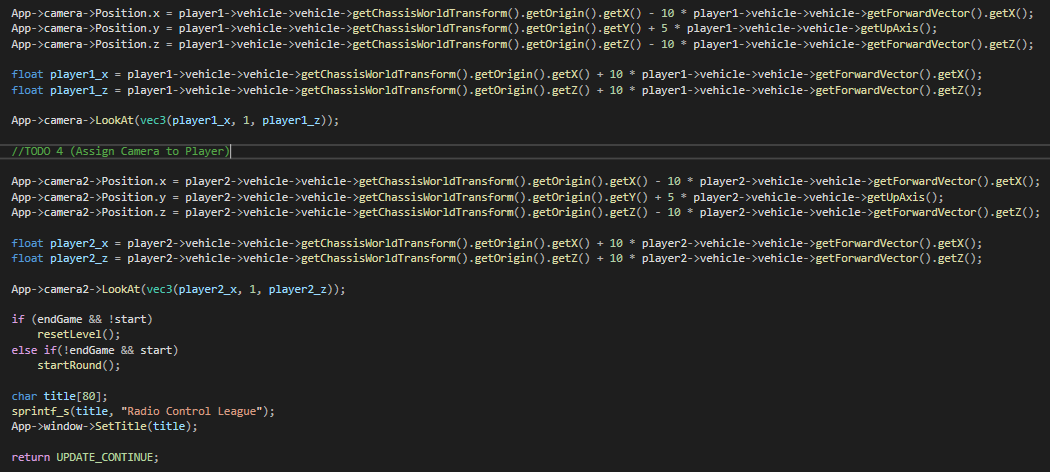 App->camera->Position.x = player1->vehicle->vehicle->getChassisWorldTransform().getOrigin().getX() - 10 * player1->vehicle->vehicle->getForwardVector().getX();
App->camera->Position.y = player1->vehicle->vehicle->getChassisWorldTransform().getOrigin().getY() + 5 * player1->vehicle->vehicle->getUpAxis();
App->camera->Position.z = player1->vehicle->vehicle->getChassisWorldTransform().getOrigin().getZ() - 10 * player1->vehicle->vehicle->getForwardVector().getZ();
float player1_x = player1->vehicle->vehicle->getChassisWorldTransform().getOrigin().getX() + 10 * player1->vehicle->vehicle->getForwardVector().getX();
float player1_z = player1->vehicle->vehicle->getChassisWorldTransform().getOrigin().getZ() + 10 * player1->vehicle->vehicle->getForwardVector().getZ();
App->camera->LookAt(vec3(player1_x, 1, player1_z));
//TODO 4 (Assign Camera to Player)
App->camera2->Position.x = player2->vehicle->vehicle->getChassisWorldTransform().getOrigin().getX() - 10 * player2->vehicle->vehicle->getForwardVector().getX();
App->camera2->Position.y = player2->vehicle->vehicle->getChassisWorldTransform().getOrigin().getY() + 5 * player2->vehicle->vehicle->getUpAxis();
App->camera2->Position.z = player2->vehicle->vehicle->getChassisWorldTransform().getOrigin().getZ() - 10 * player2->vehicle->vehicle->getForwardVector().getZ();
float player2_x = player2->vehicle->vehicle->getChassisWorldTransform().getOrigin().getX() + 10 * player2->vehicle->vehicle->getForwardVector().getX();
float player2_z = player2->vehicle->vehicle->getChassisWorldTransform().getOrigin().getZ() + 10 * player2->vehicle->vehicle->getForwardVector().getZ();
App->camera2->LookAt(vec3(player2_x, 1, player2_z));
if (endGame && !start)
resetLevel();
else if(!endGame && start)
startRound();
char title[80];
sprintf_s(title, "Radio Control League");
App->window->SetTitle(title);
return UPDATE_CONTINUE;